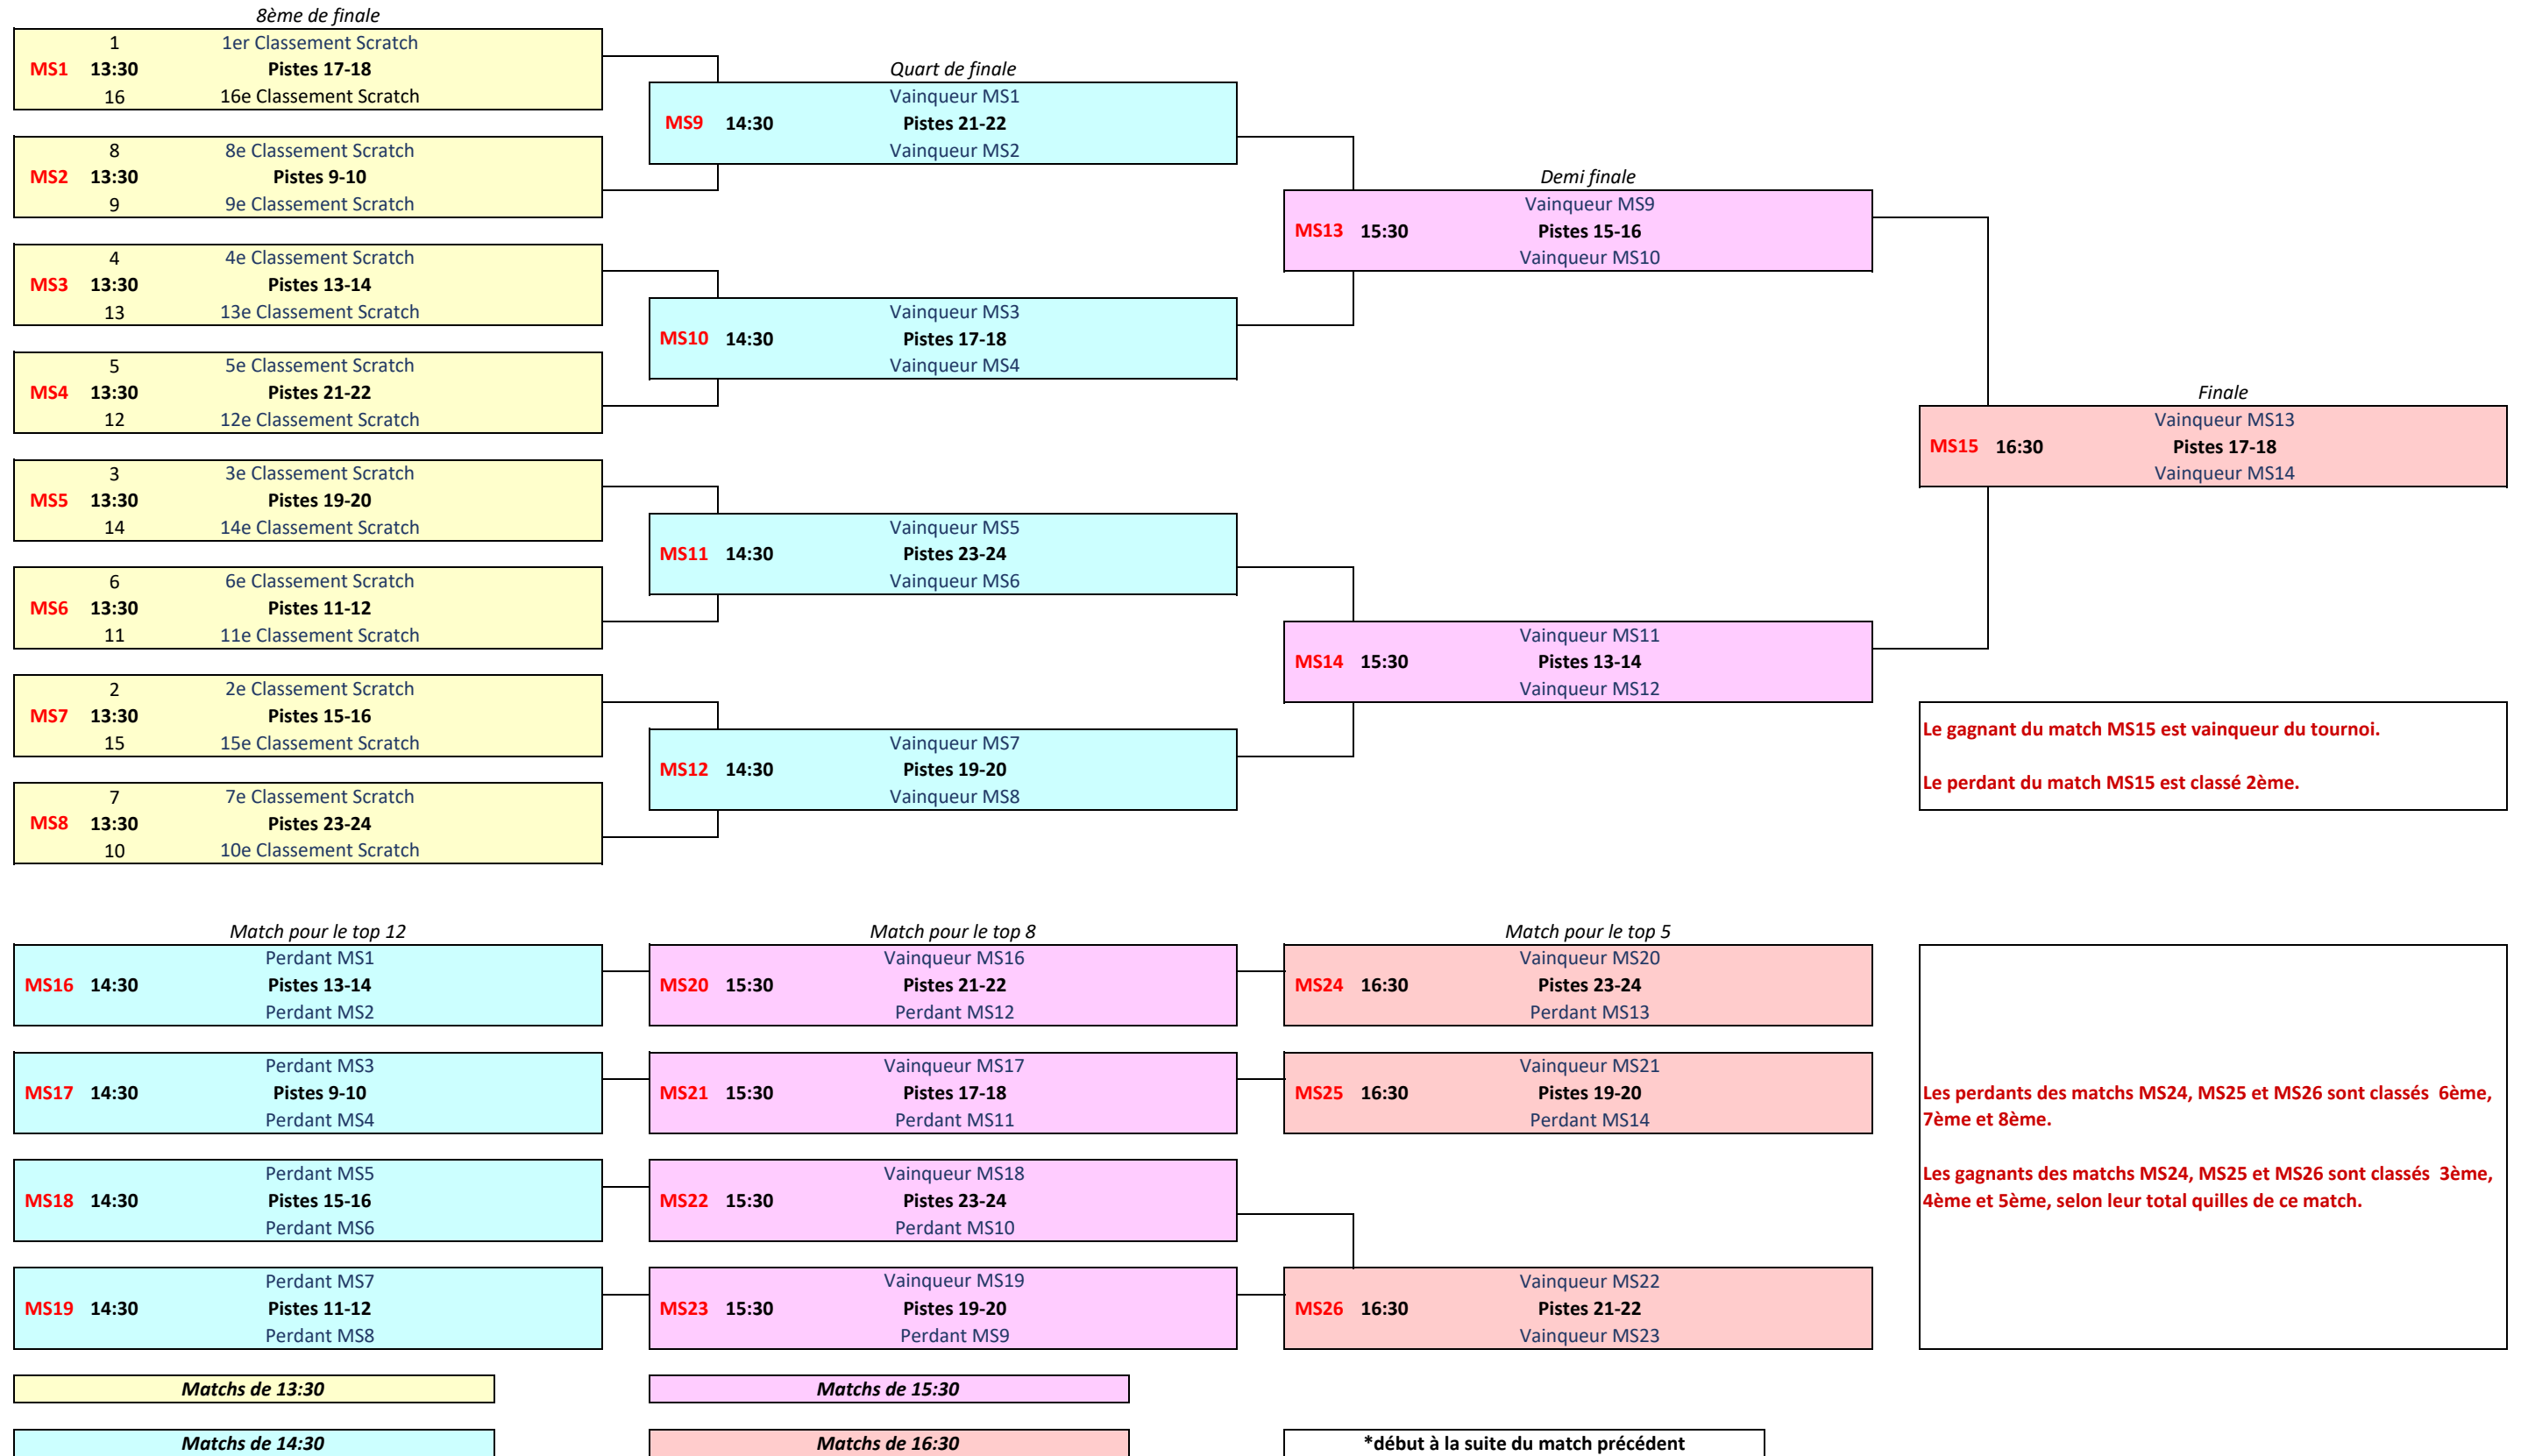 8ème de finale
1 1er Classement Scratch
MS1 13:30 Pistes 17-18
16 16e Classement Scratch
8 8e Classement Scratch
MS2 13:30 Pistes 9-10
9 9e Classement Scratch
4 4e Classement Scratch
MS3 13:30 Pistes 13-14
13 13e Classement Scratch
5 5e Classement Scratch
MS4 13:30 Pistes 21-22
12 12e Classement Scratch
3 3e Classement Scratch
MS5 13:30 Pistes 19-20
14 14e Classement Scratch
6 6e Classement Scratch
MS6 13:30 Pistes 11-12
11 11e Classement Scratch
2 2e Classement Scratch
MS7 13:30 Pistes 15-16
15 15e Classement Scratch
7 7e Classement Scratch
MS8 13:30 Pistes 23-24
10 10e Classement Scratch
Quart de finale
Vainqueur MS1
MS9 14:30 Pistes 21-22
Vainqueur MS2
Vainqueur MS3
MS10 14:30 Pistes 17-18
Vainqueur MS4
Vainqueur MS5
MS11 14:30 Pistes 23-24
Vainqueur MS6
Vainqueur MS7
MS12 14:30 Pistes 19-20
Vainqueur MS8
Demi finale
Vainqueur MS9
MS13 15:30 Pistes 15-16
Vainqueur MS10
Vainqueur MS11
MS14 15:30 Pistes 13-14
Vainqueur MS12
Finale
Vainqueur MS13
MS15 16:30 Pistes 17-18
Vainqueur MS14
Le gagnant du match MS15 est vainqueur du tournoi.
Le perdant du match MS15 est classé 2ème.
Match pour le top 12
Perdant MS1
MS16 14:30 Pistes 13-14
Perdant MS2
Perdant MS3
MS17 14:30 Pistes 9-10
Perdant MS4
Perdant MS5
MS18 14:30 Pistes 15-16
Perdant MS6
Perdant MS7
MS19 14:30 Pistes 11-12
Perdant MS8
Match pour le top 8
Vainqueur MS16
MS20 15:30 Pistes 21-22
Perdant MS12
Vainqueur MS17
MS21 15:30 Pistes 17-18
Perdant MS11
Vainqueur MS18
MS22 15:30 Pistes 23-24
Perdant MS10
Vainqueur MS19
MS23 15:30 Pistes 19-20
Perdant MS9
Match pour le top 5
Vainqueur MS20
MS24 16:30 Pistes 23-24
Perdant MS13
Vainqueur MS21
MS25 16:30 Pistes 19-20
Perdant MS14
Vainqueur MS22
MS26 16:30 Pistes 21-22
Vainqueur MS23
Les perdants des matchs MS24, MS25 et MS26 sont classés 6ème,
7ème et 8ème.
Les gagnants des matchs MS24, MS25 et MS26 sont classés 3ème,
4ème et 5ème, selon leur total quilles de ce match.
Matchs de 13:30
Matchs de 15:30
Matchs de 14:30
Matchs de 16:30
*début à la suite du match précédent